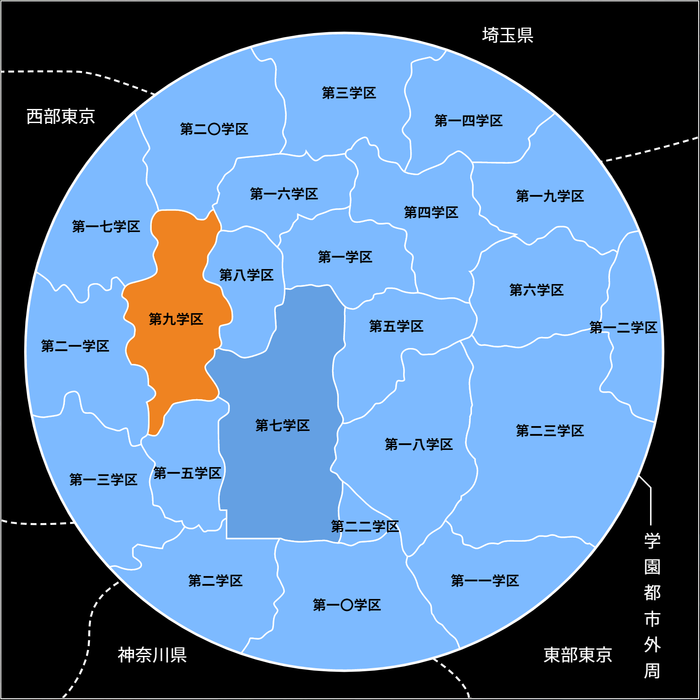 埼玉県
第三学区
西部東京
第一四学区
第二〇学区
第一六学区
第一九学区
第四学区
第一七学区
第一学区
第八学区
第六学区
第九学区
第五学区
第一二学区
第二一学区
第七学区
第二三学区
第一八学区
第一五学区
第一三学区
第二二学区
学園都市外周
第二学区
第一一学区
第一〇学区
神奈川県
東部東京